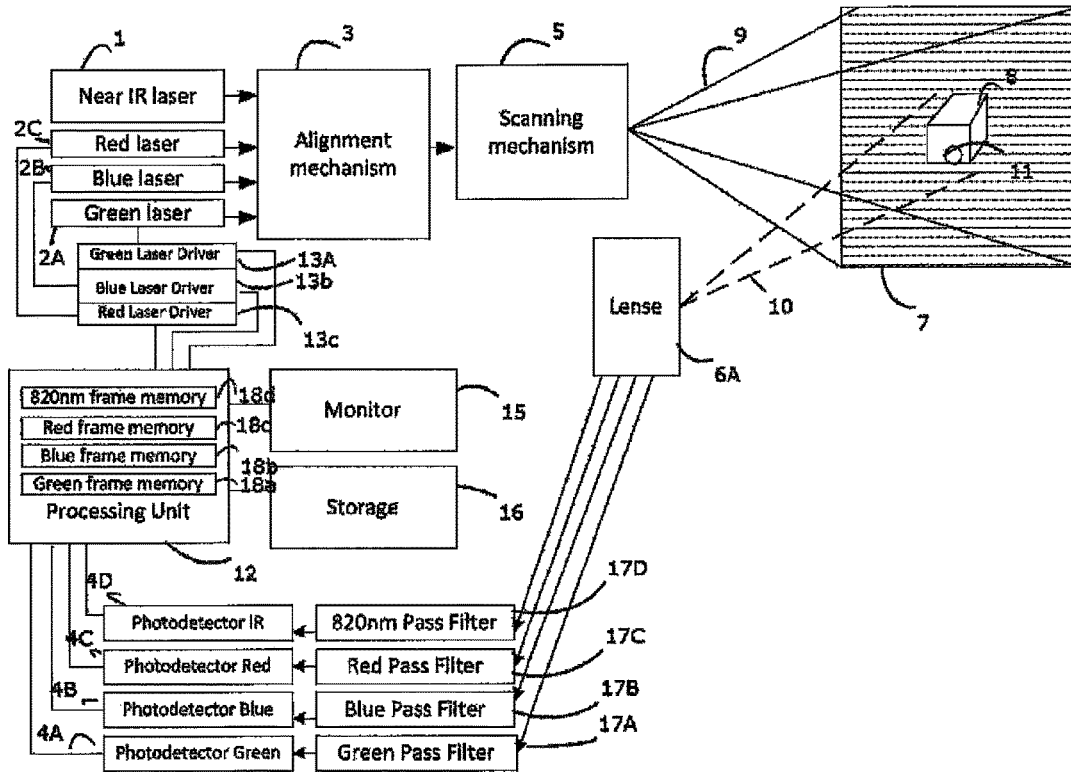 1
3
5
9
Near IR laser
Alignment mechanism
Scanning mechanism
8
2C
Red laser
2B
Blue laser
11
Green laser
2A
Green Laser Driver
13A
Blue Laser Driver
13b
Red Laser Driver
13c
Lense
10
7
6A
820nm frame memory
18d
Red frame memory
18c
Blue frame memory
18b
Green frame memory
18a
Processing Unit
12
Monitor
15
Storage
16
4D
Photodetector IR
820nm Pass Filter
17D
4C
Photodetector Red
Red Pass Filter
17C
4B
Photodetector Blue
Blue Pass Filter
17B
4A
Photodetector Green
Green Pass Filter
17A